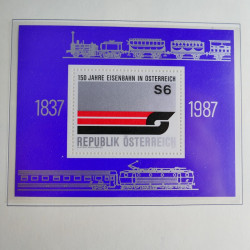 150 JAHRE EISENBAHN IN ÖSTERREICH
S6
1837 1987
REPUBLIK ÖSTERREICH